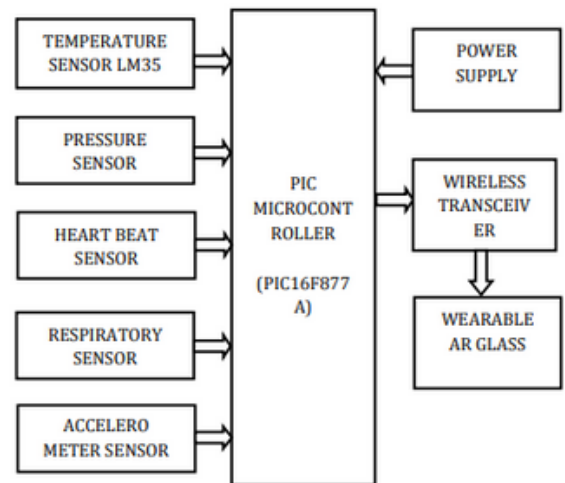 TEMPERATURE
SENSOR LM35
PRESSURE
SENSOR
HEART BEAT
SENSOR
RESPIRATORY
SENSOR
ACCELERO
METER SENSOR
PIC
MICROCONT
ROLLER
(PIC16F877
A)
POWER
SUPPLY
WIRELESS
TRANSCEIV
ER
WEARABLE
AR GLASS